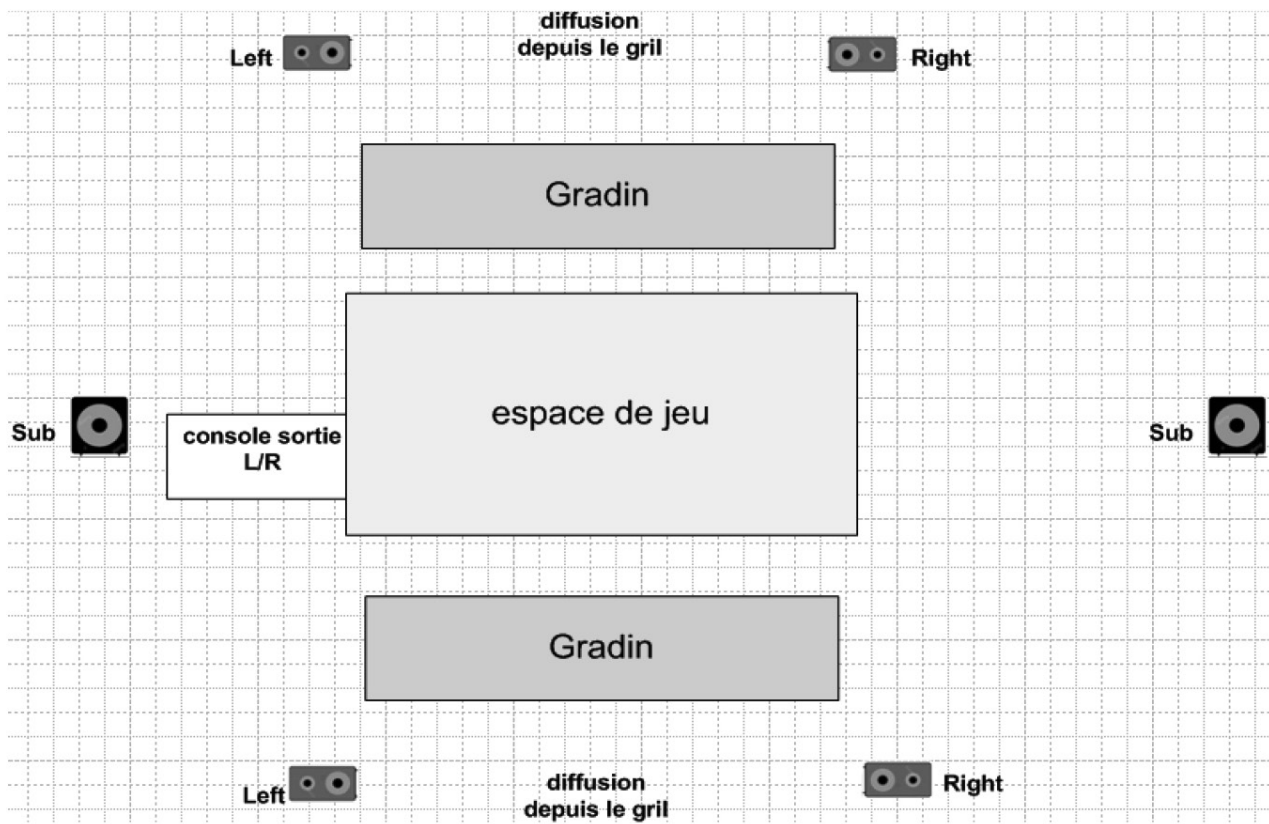 diffusion
depuis le gril
Left
Right
Gradin
espace de jeu
Sub
console sortie
L/R
Sub
Gradin
Left
diffusion
depuis le gril
Right